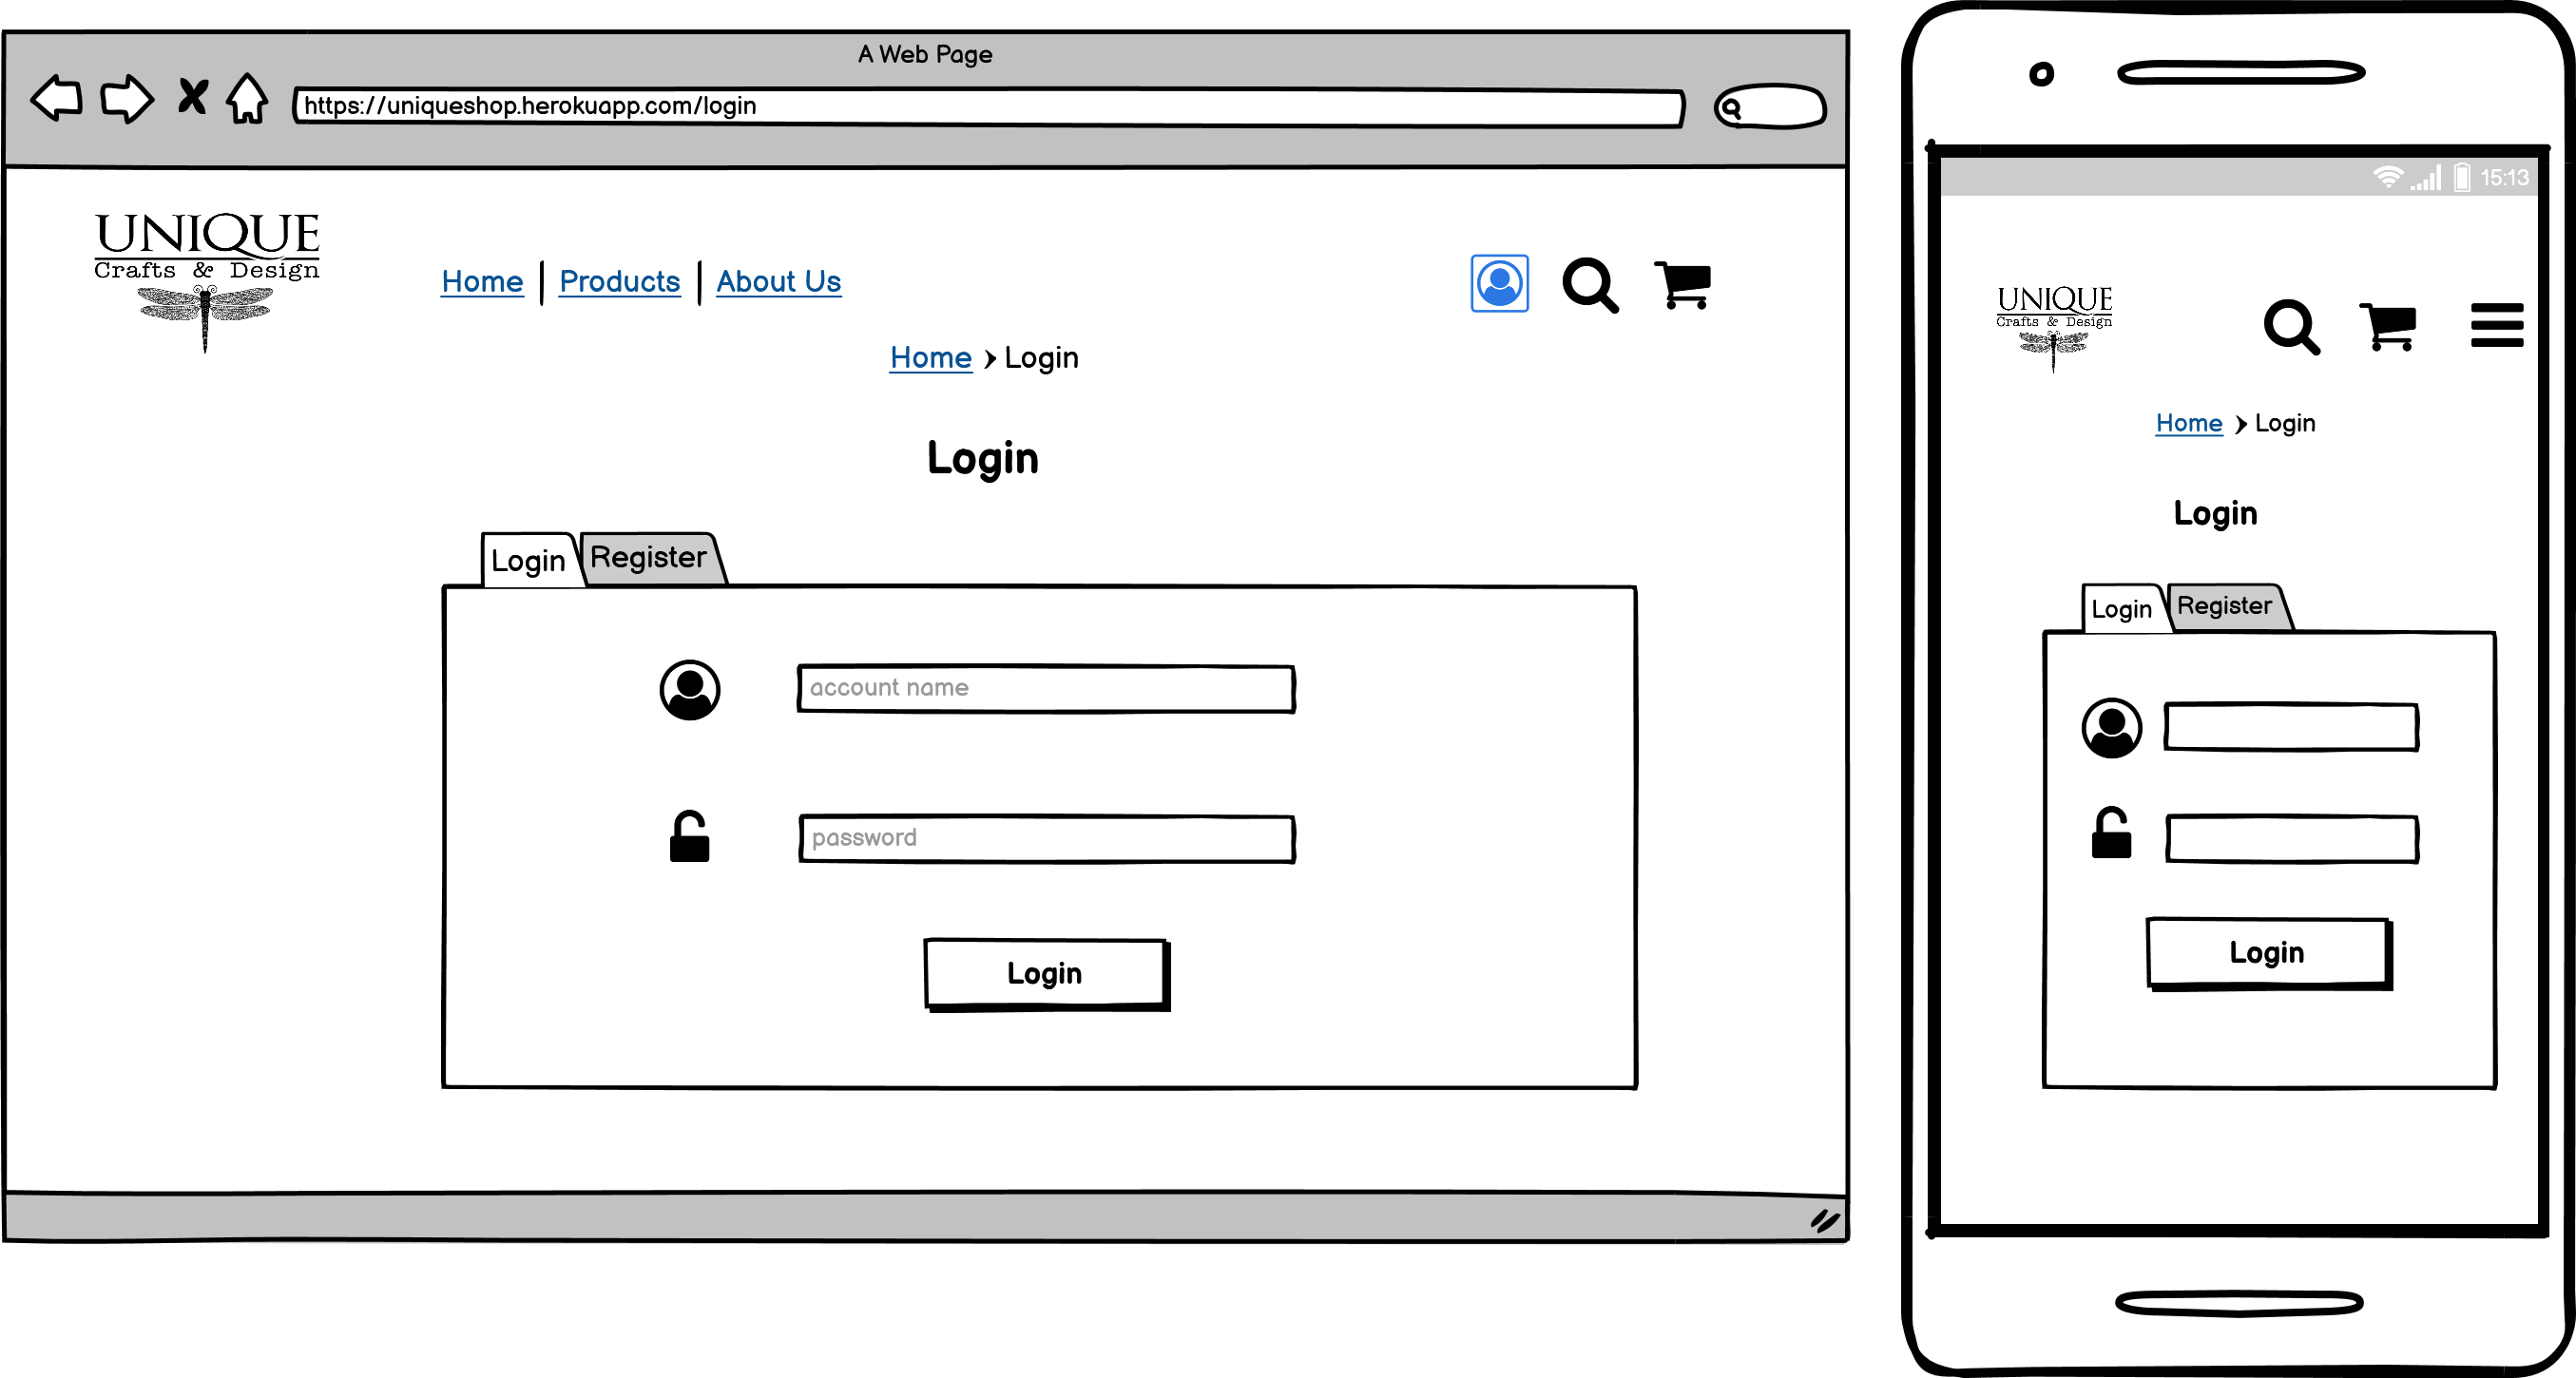 A Web Page
https://uniqueshop.herokuapp.com/login
UNIQUE
Crafts & Design
Home | Products | About Us
Home > Login
Login
Login Register
account name
password
Login
15:13
UNIQUE
Crafts & Design
Home > Login
Login
Login Register
Login